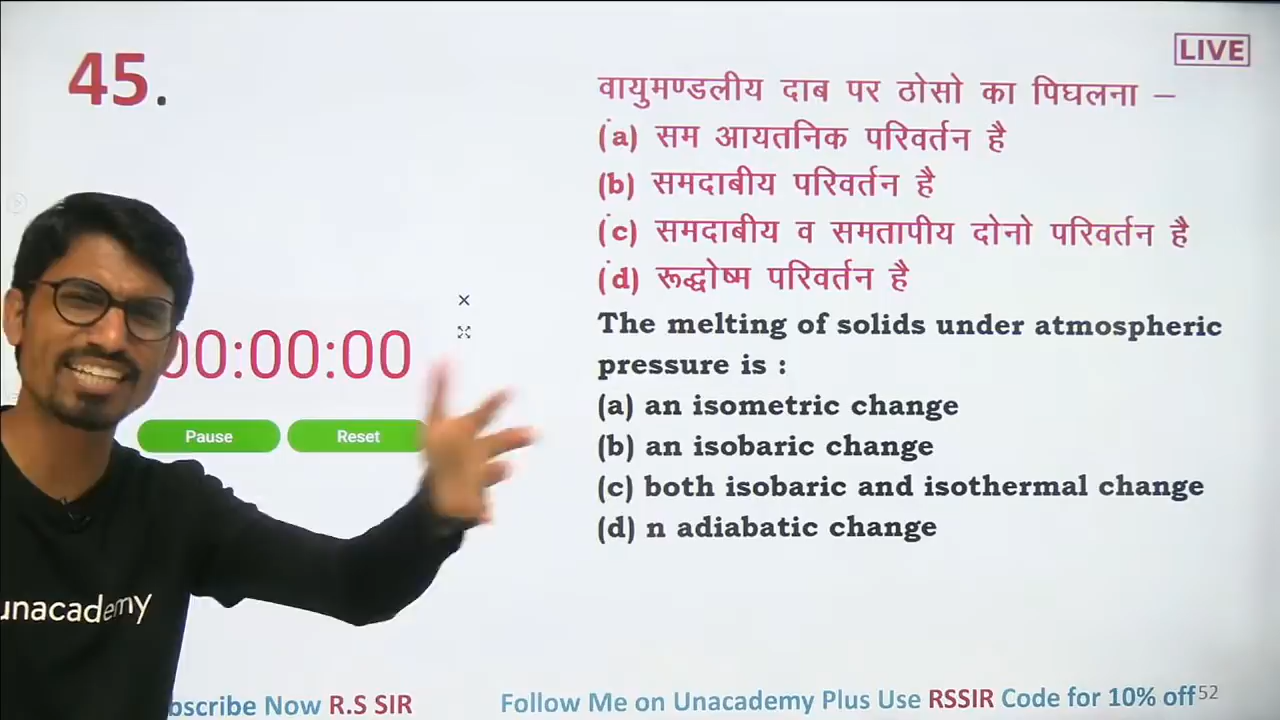 45.
LIVE
वायुमण्डलीय दाब पर ठोसो का पिघलना –
(a) सम आयतनिक परिवर्तन है
(b) समदाबीय परिवर्तन है
(c) समदाबीय व समतापीय दोनो परिवर्तन है
(d) रूद्धोष्म परिवर्तन है
The melting of solids under atmospheric
pressure is :
(a) an isometric change
(b) an isobaric change
(c) both isobaric and isothermal change
(d) n adiabatic change
00:00:00
Pause Reset
unacademy
bscribe Now R.S SIR
Follow Me on Unacademy Plus Use RSSIR Code for 10% off
52